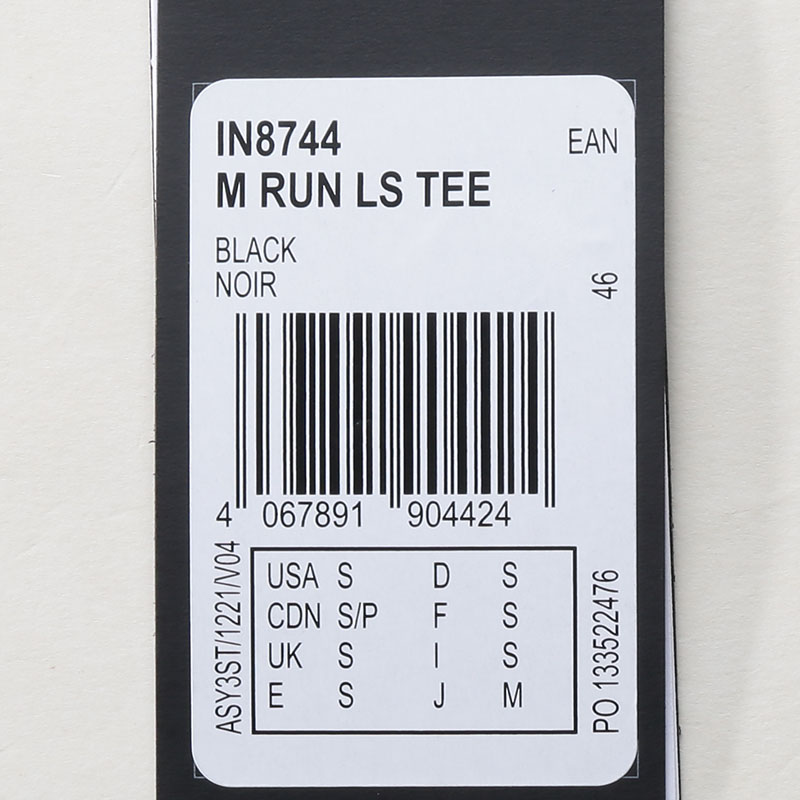 IN8744
EAN
M RUN LS TEE
BLACK
NOIR
46
4 067891 904424
ASY3ST/1221/V04
USA S D S
CDN S/P F S
UK S I S
E S J M
PO 133522476